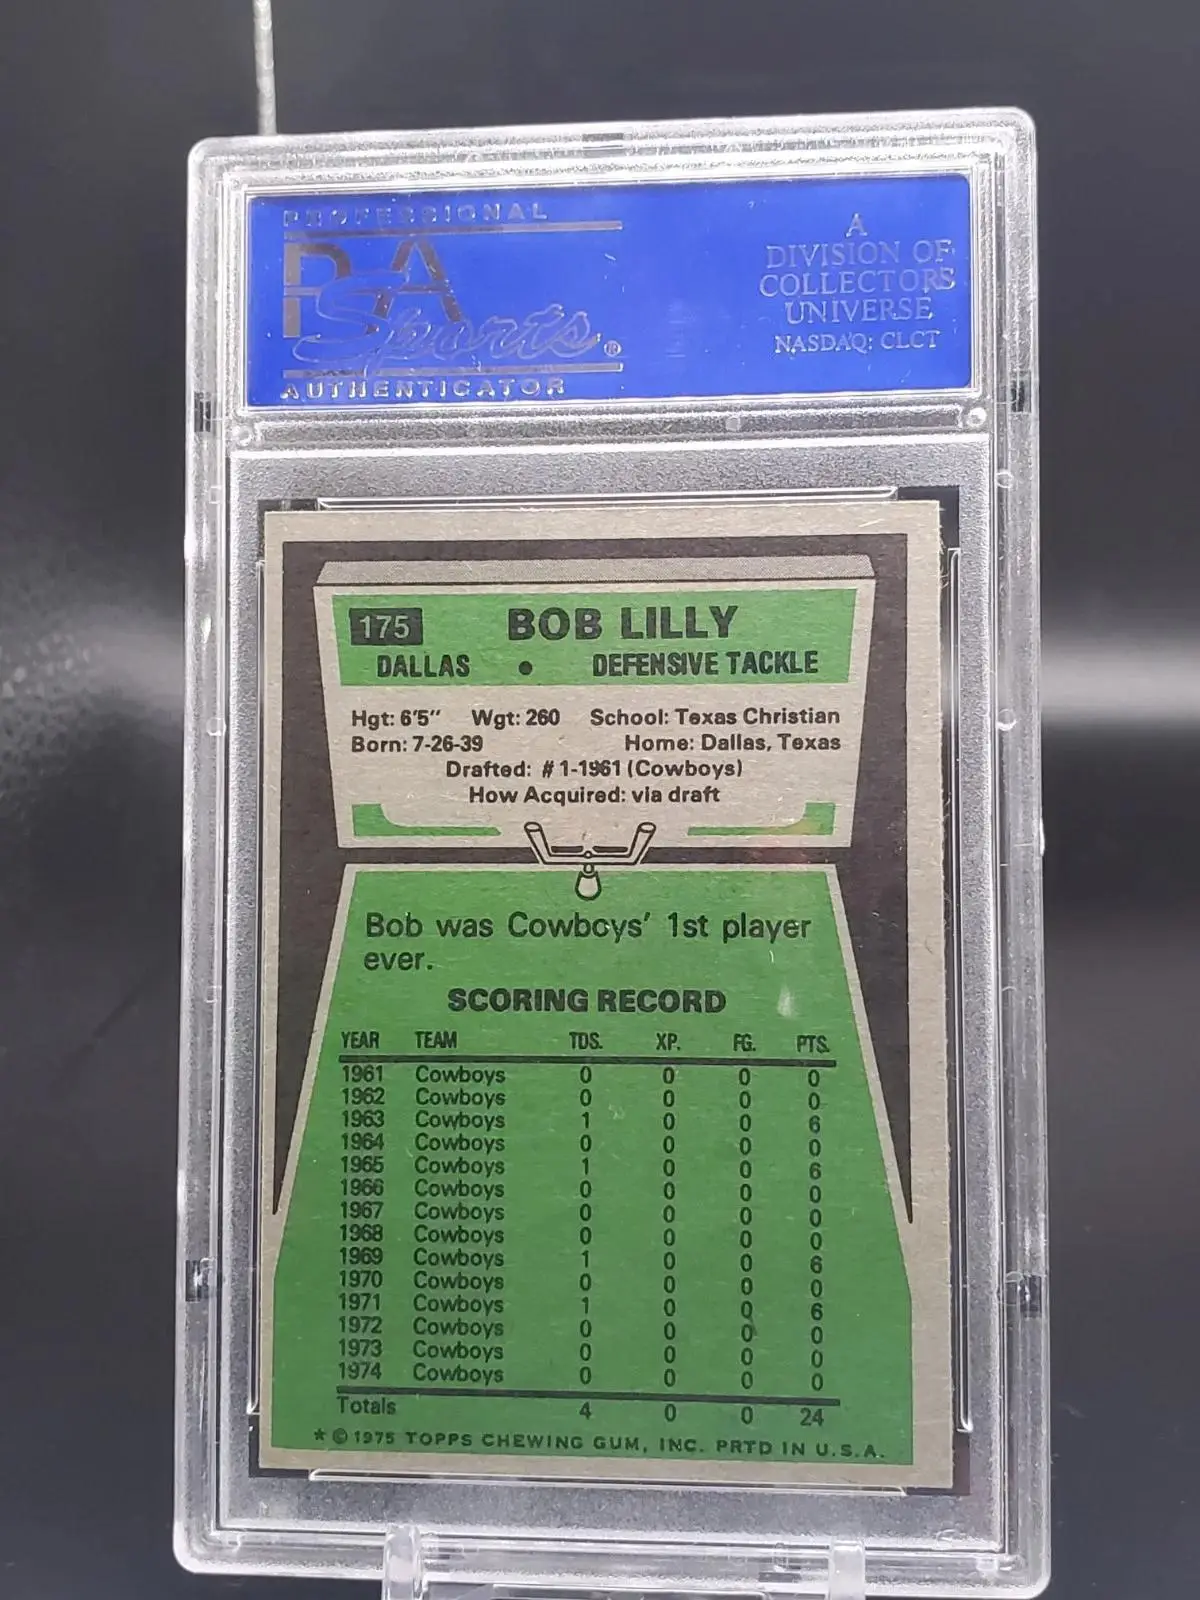 PROFESSIONAL
PSA
Sports®
AUTHENTICATOR
A
DIVISION OF
COLLECTORS
UNIVERSE
NASDAQ: CLCT
175 BOB LILLY
DALLAS • DEFENSIVE TACKLE
Hgt: 6'5" Wgt: 260 School: Texas Christian
Born: 7-26-39 Home: Dallas, Texas
Drafted: #1-1961 (Cowboys)
How Acquired: via draft
Bob was Cowboys' 1st player
ever.
SCORING RECORD
YEAR TEAM TDS. XP. FG. PTS.
1961 Cowboys 0 0 0 0
1962 Cowboys 0 0 0 0
1963 Cowboys 1 0 0 6
1964 Cowboys 0 0 0 0
1965 Cowboys 1 0 0 6
1966 Cowboys 0 0 0 0
1967 Cowboys 0 0 0 0
1968 Cowboys 0 0 0 0
1969 Cowboys 1 0 0 6
1970 Cowboys 0 0 0 0
1971 Cowboys 1 0 0 6
1972 Cowboys 0 0 0 0
1973 Cowboys 0 0 0 0
1974 Cowboys 0 0 0 0
Totals 4 0 0 24
* © 1975 TOPPS CHEWING GUM, INC. PRTD IN U.S.A.